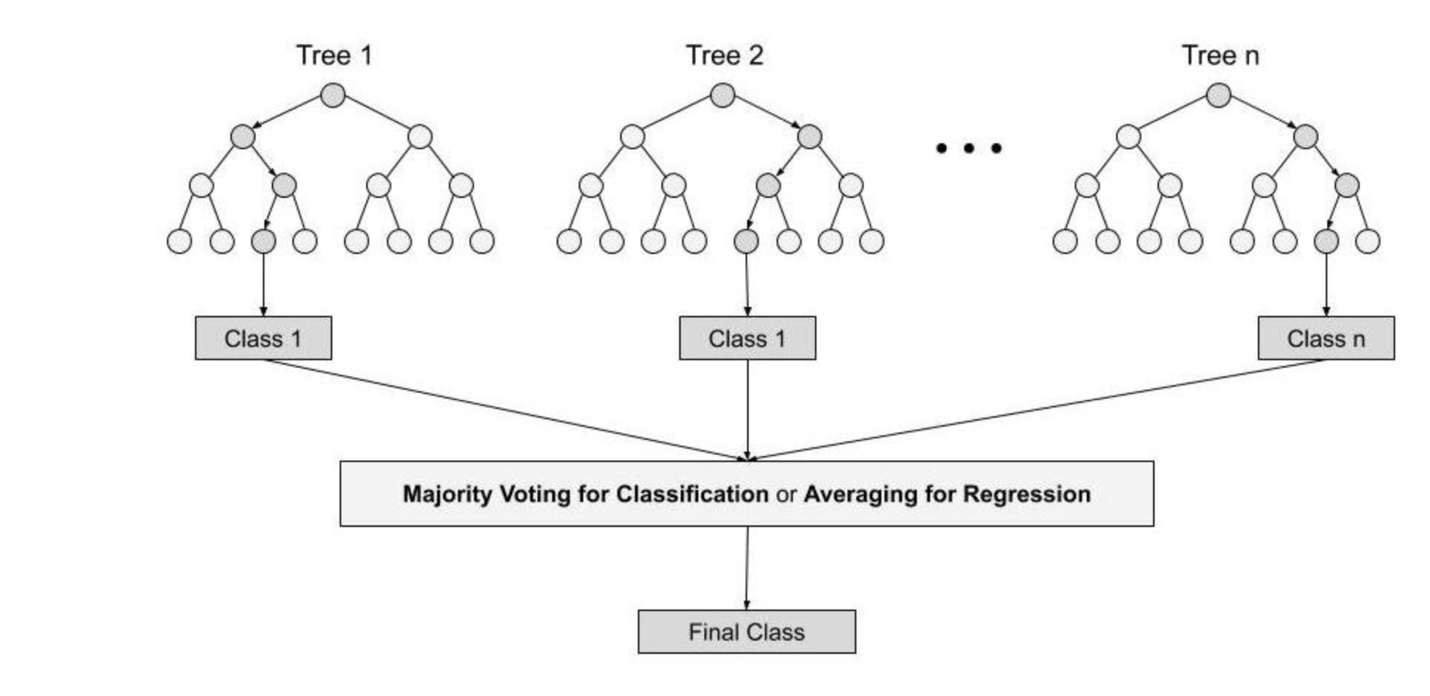 Tree 1
Tree 2
Tree n
Class 1
Class 1
Class n
Majority Voting for Classification or Averaging for Regression
Final Class